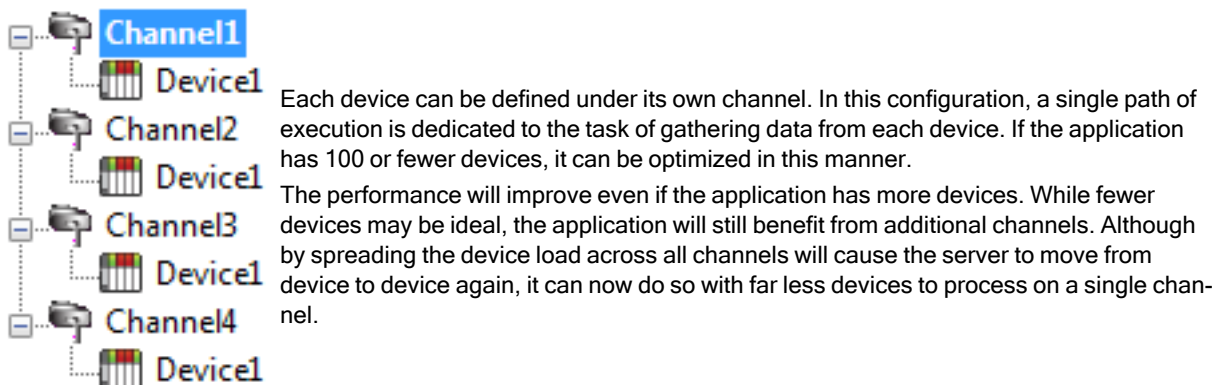 Channel1
Device1
Channel2
Device1
Channel3
Device1
Channel4
Device1
Each device can be defined under its own channel. In this configuration, a single path of
execution is dedicated to the task of gathering data from each device. If the application
has 100 or fewer devices, it can be optimized in this manner.
The performance will improve even if the application has more devices. While fewer
devices may be ideal, the application will still benefit from additional channels. Although
by spreading the device load across all channels will cause the server to move from
device to device again, it can now do so with far less devices to process on a single chan-
nel.